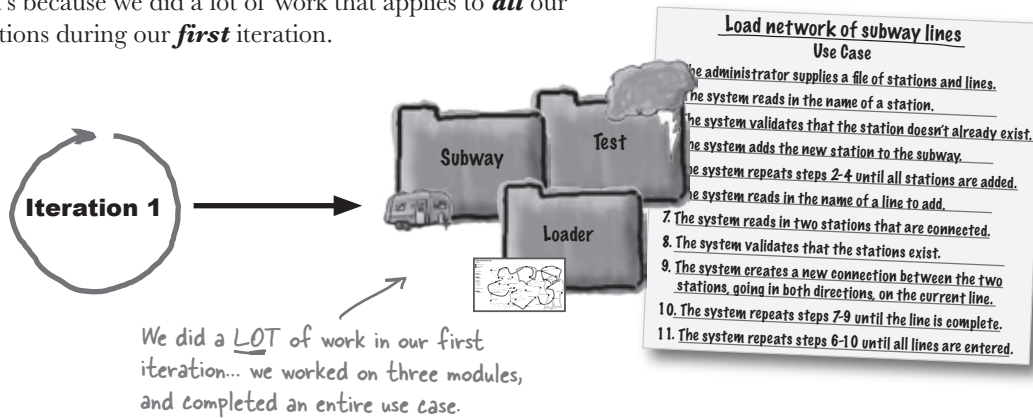 because we did a lot of work that applies to all our
during our first iteration.
Iteration 1
Subway
Test
Loader
We did a LOT of work in our first
iteration... we worked on three modules,
and completed an entire use case.
Load network of subway lines
Use Case
he administrator supplies a file of stations and lines.
he system reads in the name of a station.
he system validates that the station doesn't already exist.
he system adds the new station to the subway.
he system repeats steps 2-4 until all stations are added.
he system reads in the name of a line to add.
7. The system reads in two stations that are connected.
8. The system validates that the stations exist.
9. The system creates a new connection between the two
stations, going in both directions, on the current line.
10. The system repeats steps 7-9 until the line is complete.
11. The system repeats steps 6-10 until all lines are entered.